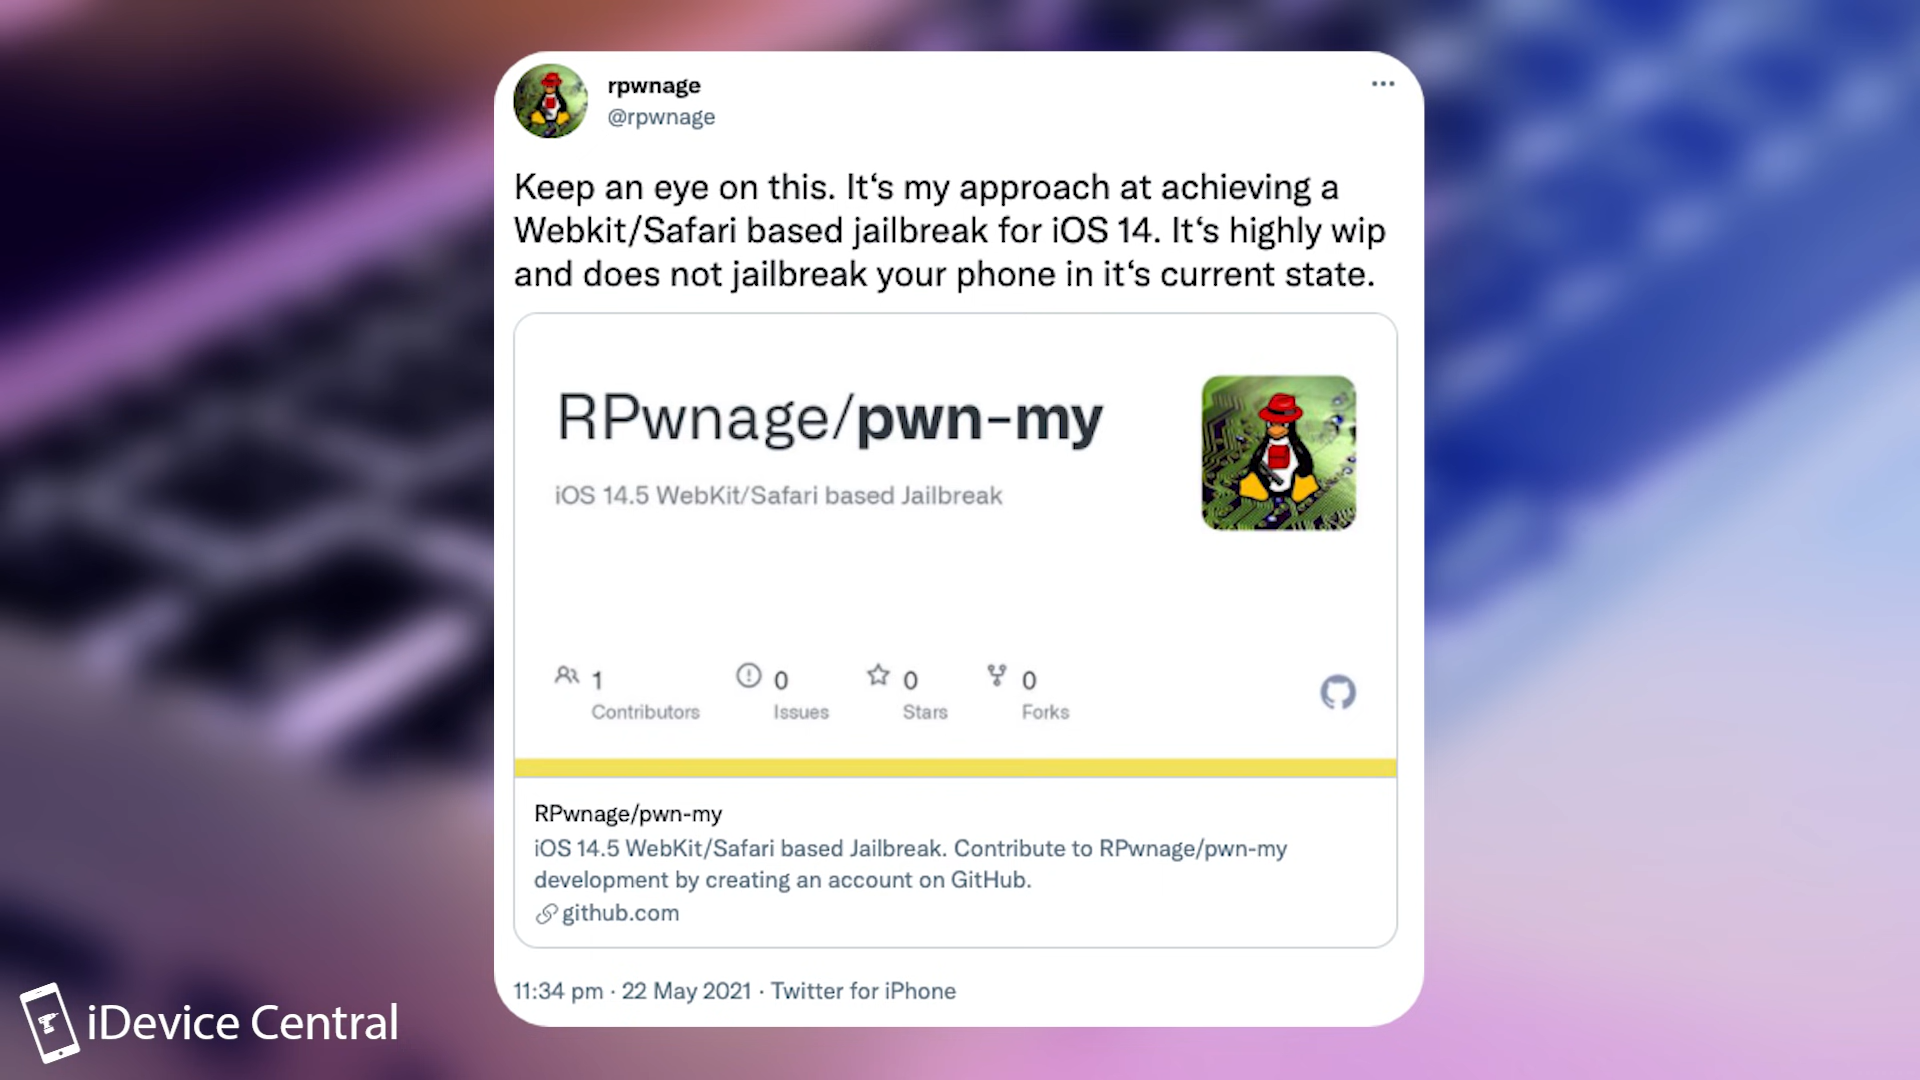 rpwnage
@rpwnage
Keep an eye on this. It‘s my approach at achieving a
Webkit/Safari based jailbreak for iOS 14. It‘s highly wip
and does not jailbreak your phone in it‘s current state.
RPwnage/pwn-my
iOS 14.5 WebKit/Safari based Jailbreak
1 0 0 0
Contributors Issues Stars Forks
RPwnage/pwn-my
iOS 14.5 WebKit/Safari based Jailbreak. Contribute to RPwnage/pwn-my
development by creating an account on GitHub.
github.com
11:34 pm · 22 May 2021 · Twitter for iPhone
iDevice Central